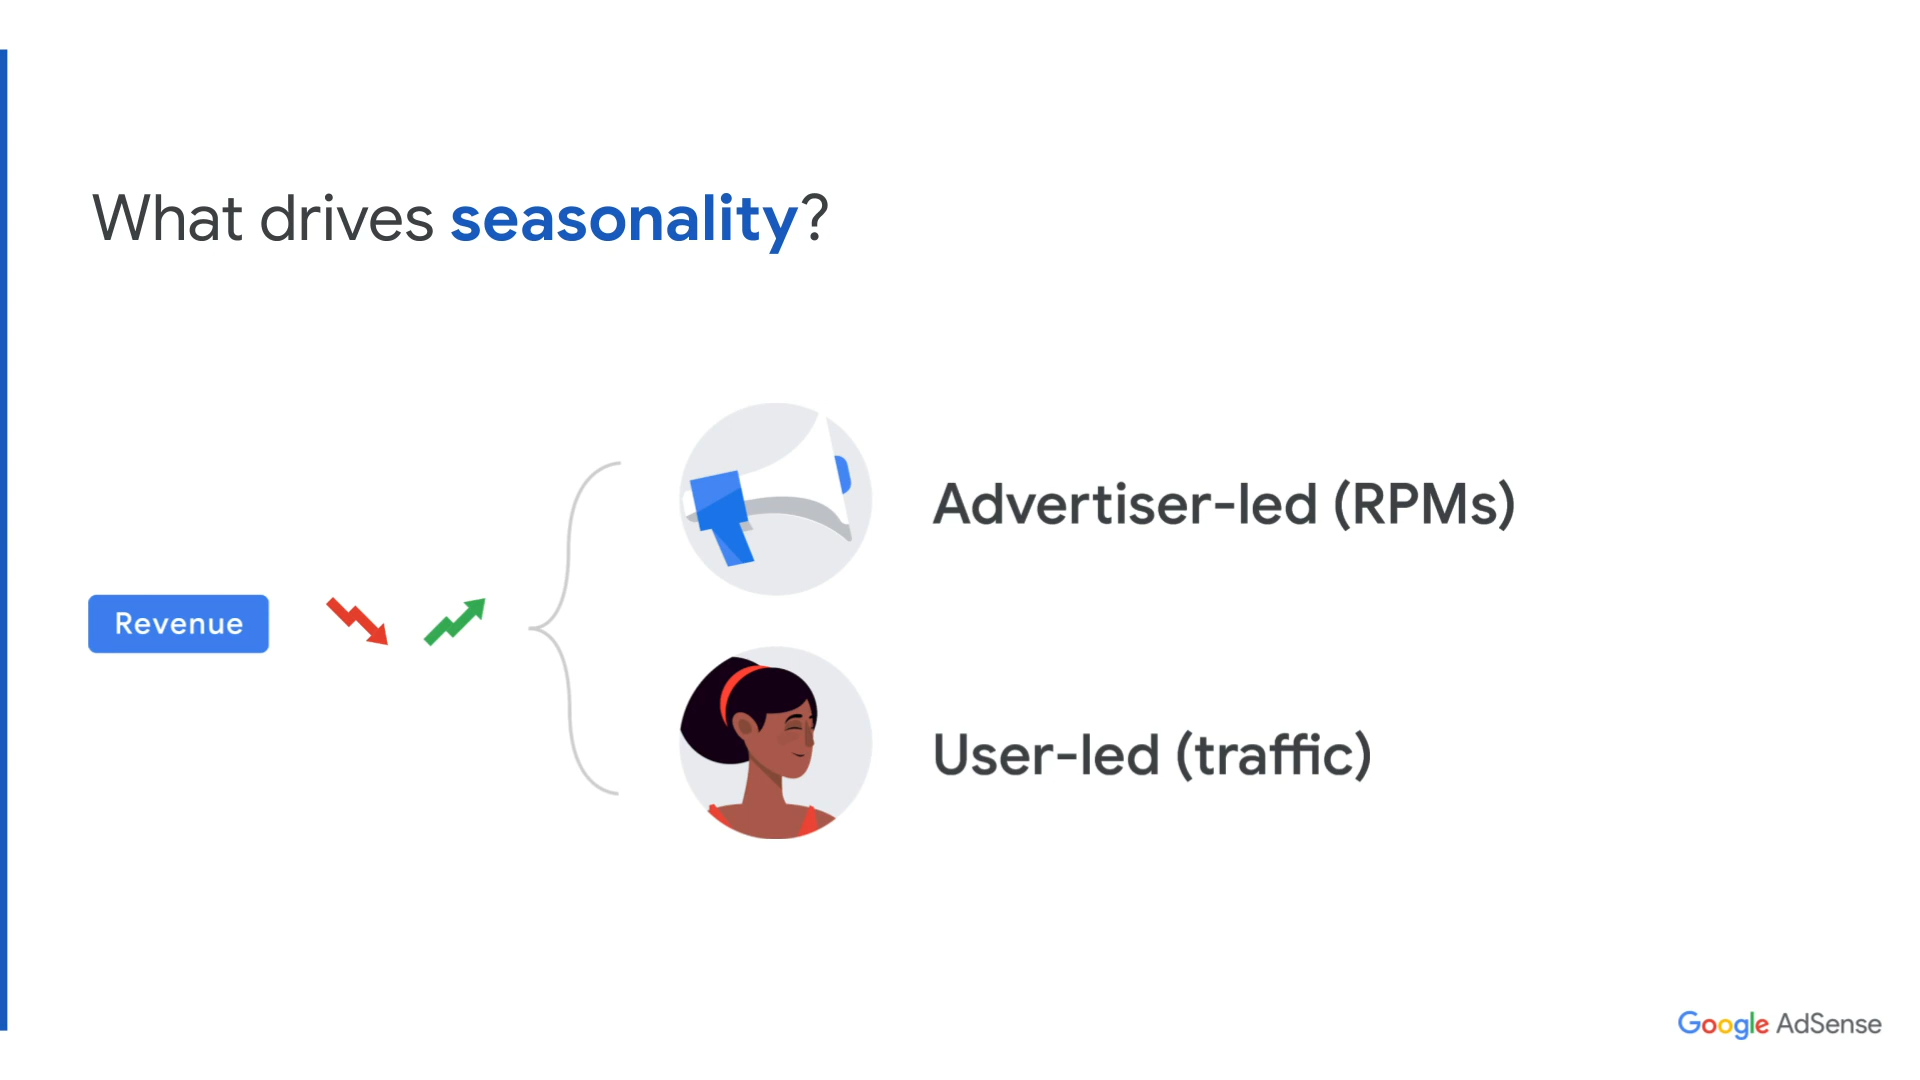 What drives seasonality?
Advertiser-led (RPMs)
Revenue
User-led (traffic)
Google AdSense